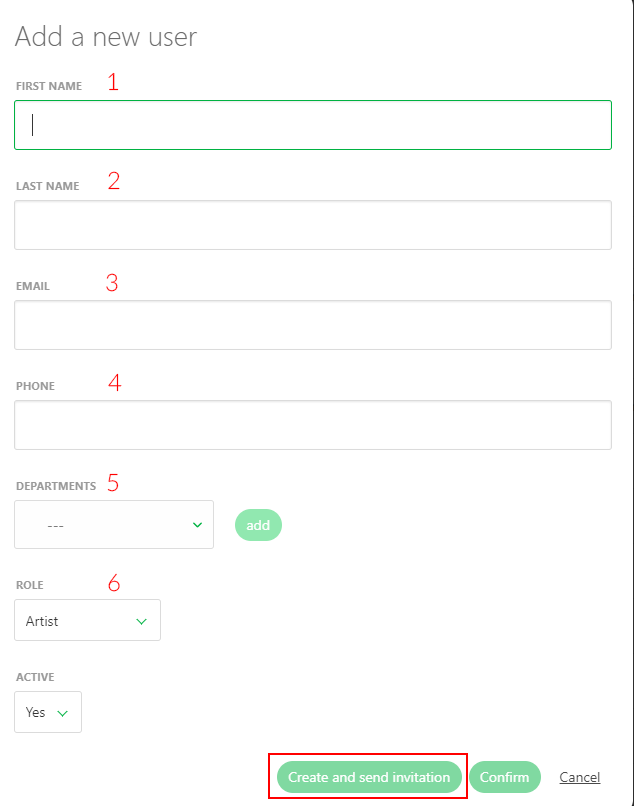 Add a new user
FIRST NAME 1
LAST NAME 2
EMAIL 3
PHONE 4
DEPARTMENTS 5
--- add
ROLE 6
Artist
ACTIVE
Yes
Create and send invitation Confirm Cancel